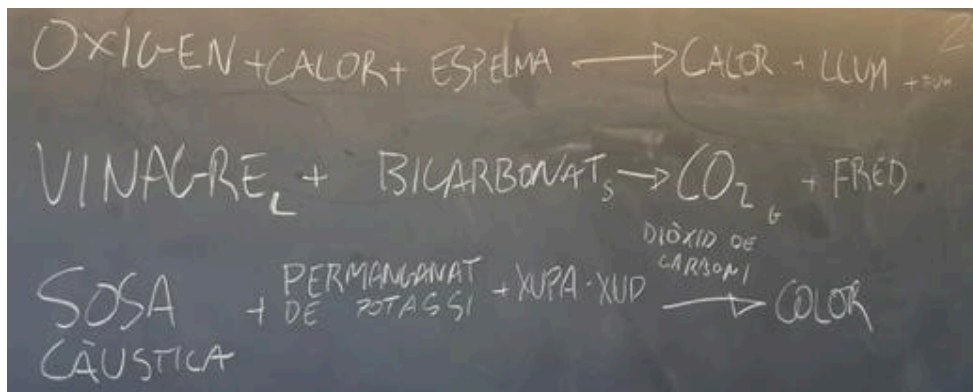 2
OXIGEN + CALOR + ESPELMA → CALOR + LLUM + FUM
VINAGRE L + BICARBONAT S → CO2 G + FRED
DIÒXID DE
CARBONI
SOSA CÀUSTICA + PERMANGANAT DE POTASSI + XUPA-XUP → COLOR